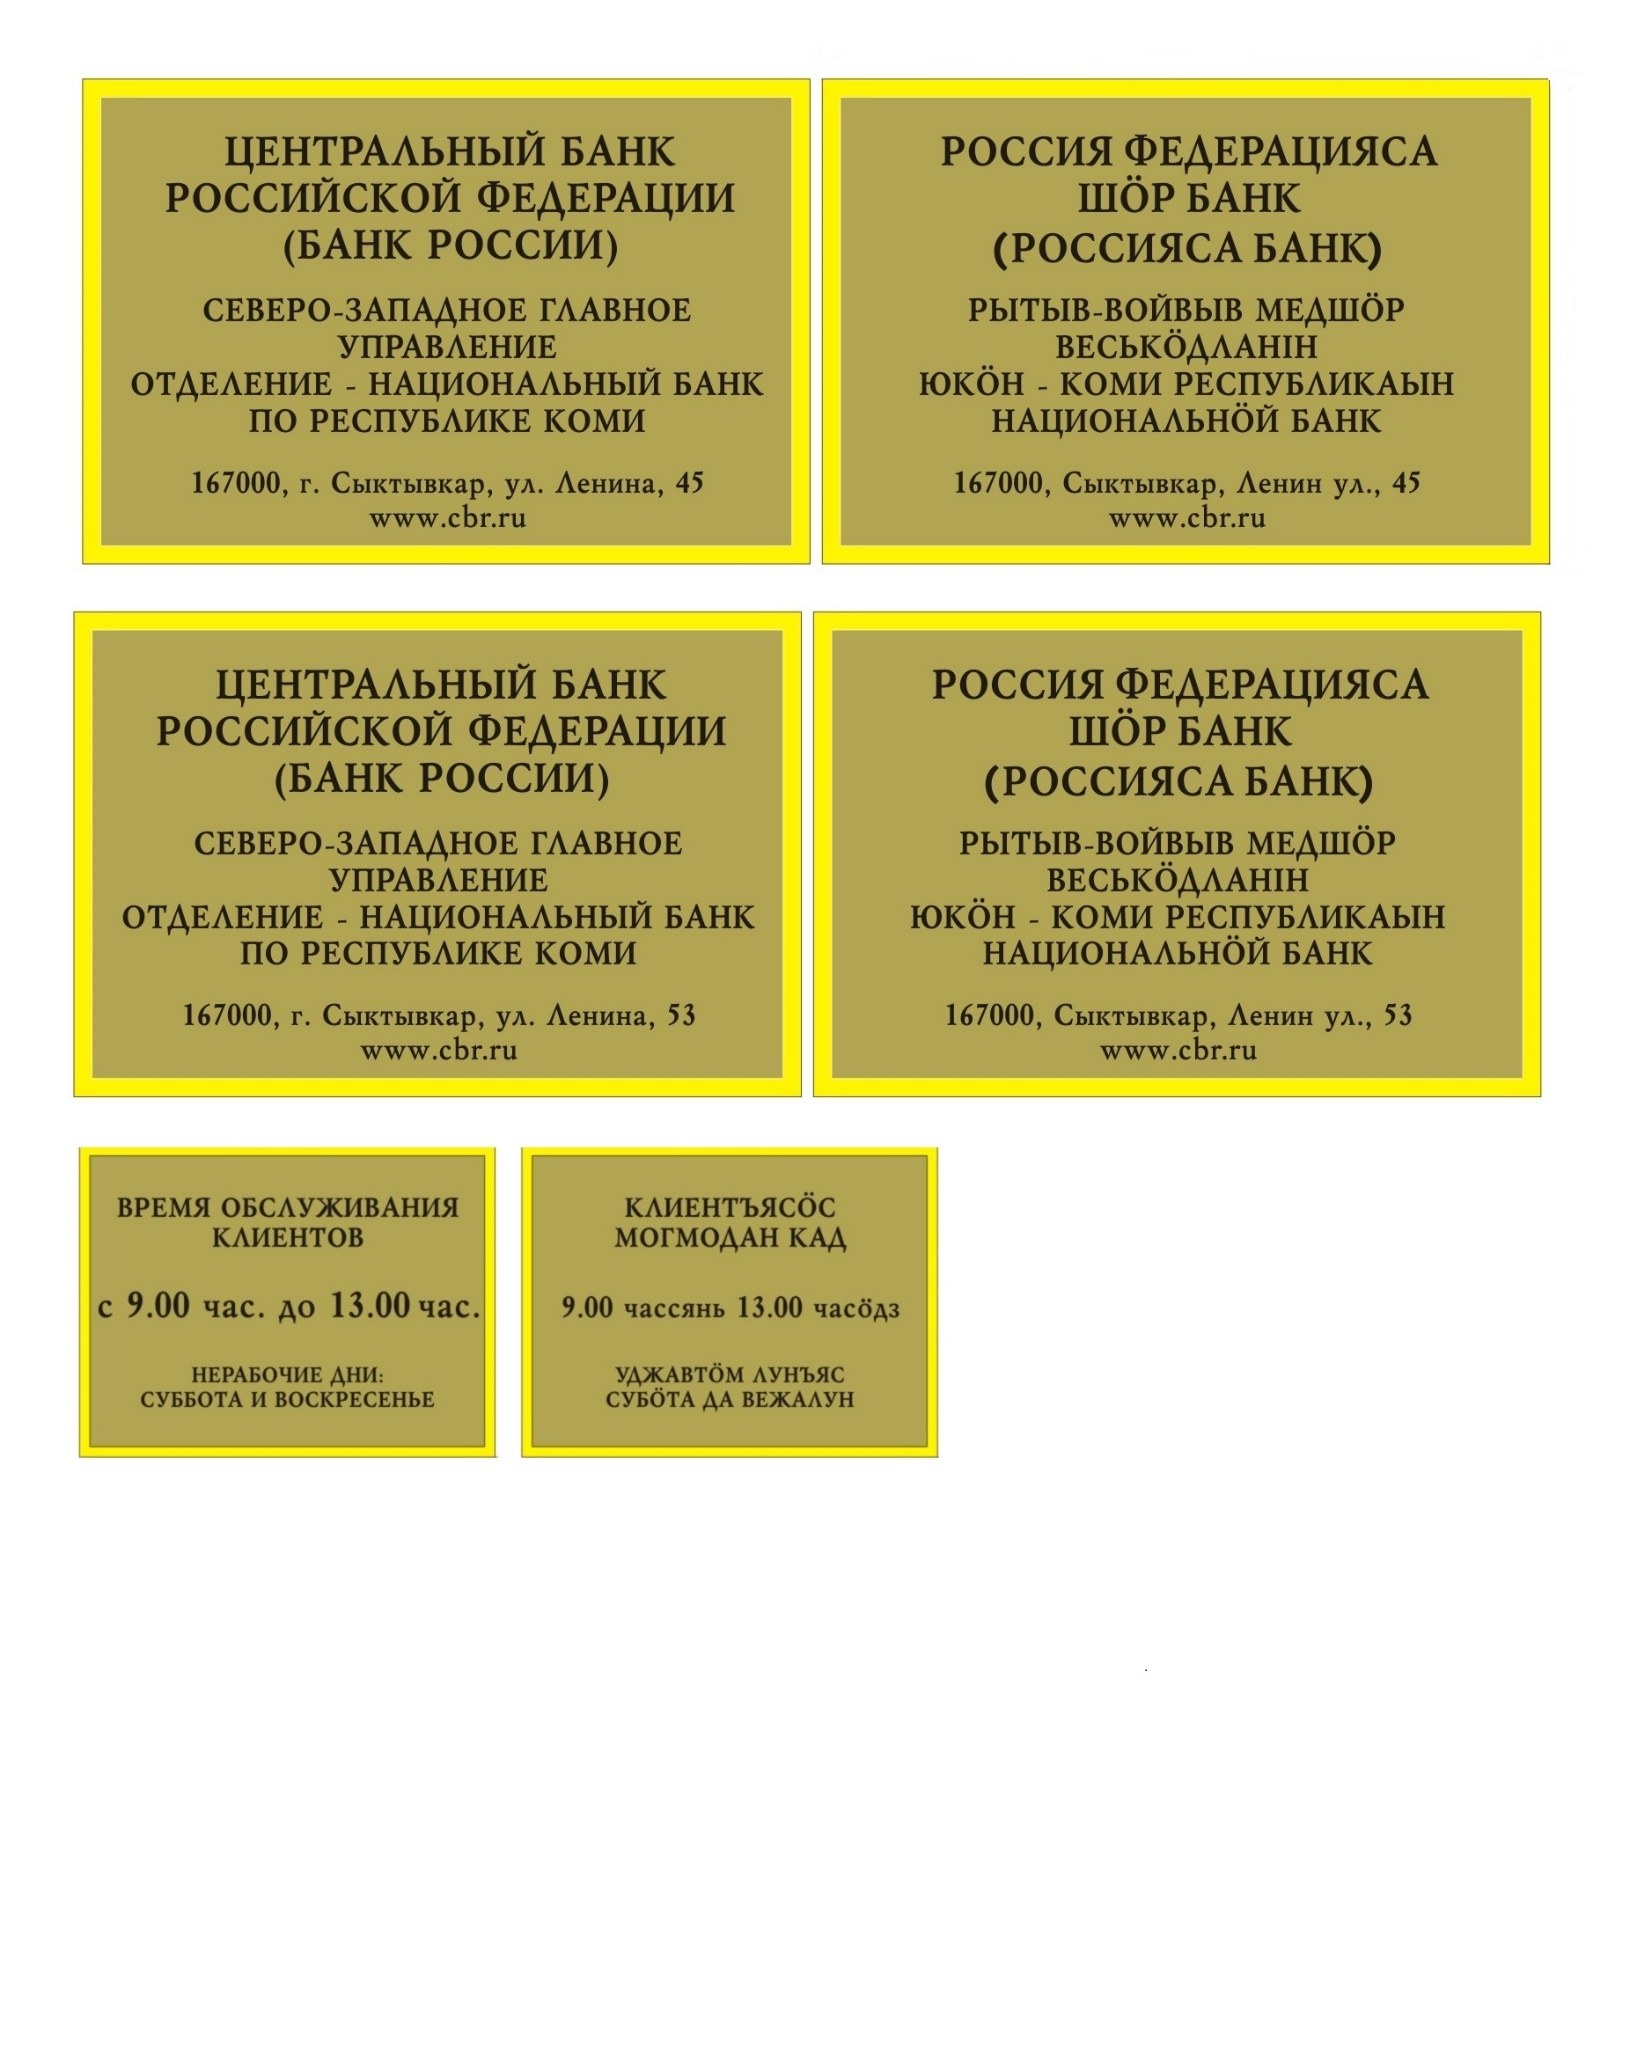 ЦЕНТРАЛЬНЫЙ БАНК
РОССИЙСКОЙ ФЕДЕРАЦИИ
(БАНК РОССИИ)
СЕВЕРО-ЗАПАДНОЕ ГЛАВНОЕ
УПРАВЛЕНИЕ
ОТДЕЛЕНИЕ - НАЦИОНАЛЬНЫЙ БАНК
ПО РЕСПУБЛИКЕ КОМИ
167000, г. Сыктывкар, ул. Ленина, 45
www.cbr.ru
РОССИЯ ФЕДЕРАЦИЯСА
ШӦР БАНК
(РОССИЯСА БАНК)
РЫТЫВ-ВОЙВЫВ МЕДШӦР
ВЕСЬКӦДЛАНІН
ЮКӦН - КОМИ РЕСПУБЛИКАЫН
НАЦИОНАЛЬНӦЙ БАНК
167000, Сыктывкар, Ленин ул., 45
www.cbr.ru
ЦЕНТРАЛЬНЫЙ БАНК
РОССИЙСКОЙ ФЕДЕРАЦИИ
(БАНК РОССИИ)
СЕВЕРО-ЗАПАДНОЕ ГЛАВНОЕ
УПРАВЛЕНИЕ
ОТДЕЛЕНИЕ - НАЦИОНАЛЬНЫЙ БАНК
ПО РЕСПУБЛИКЕ КОМИ
167000, г. Сыктывкар, ул. Ленина, 53
www.cbr.ru
РОССИЯ ФЕДЕРАЦИЯСА
ШӦР БАНК
(РОССИЯСА БАНК)
РЫТЫВ-ВОЙВЫВ МЕДШӦР
ВЕСЬКӦДЛАНІН
ЮКӦН - КОМИ РЕСПУБЛИКАЫН
НАЦИОНАЛЬНӦЙ БАНК
167000, Сыктывкар, Ленин ул., 53
www.cbr.ru
ВРЕМЯ ОБСЛУЖИВАНИЯ
КЛИЕНТОВ
с 9.00 час. до 13.00 час.
НЕРАБОЧИЕ ДНИ:
СУББОТА И ВОСКРЕСЕНЬЕ
КЛИЕНТЪЯСӦС
МОГМОДАН КАД
9.00 чассянь 13.00 часӧдз
УДЖАВТӦМ ЛУНЪЯС
СУБӦТА ДА ВЕЖАЛУН